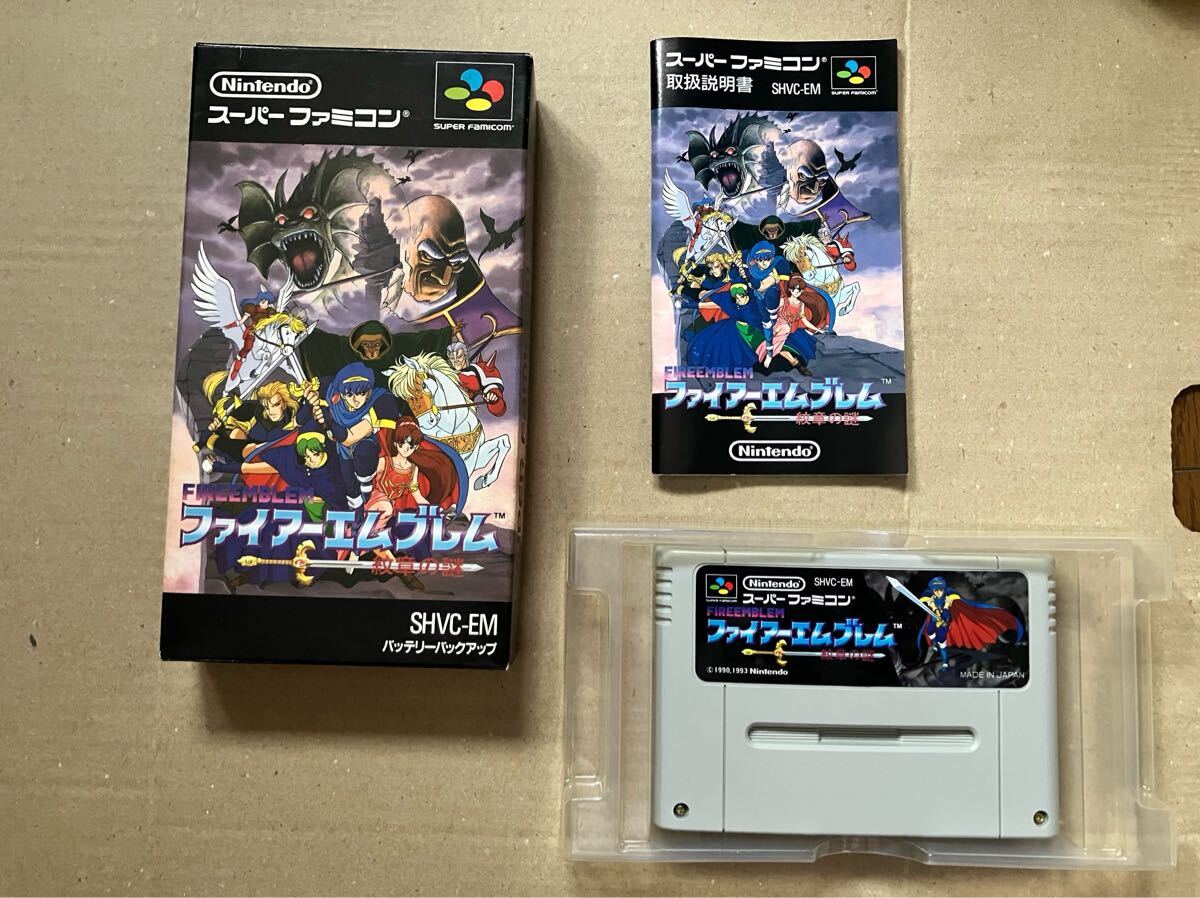 Nintendo®
スーパーファミコン®
SUPER FAMICOM™
FIREEMBLEM
ファイアーエムブレム™
紋章の謎
SHVC-EM
バッテリーバックアップ
スーパーファミコン®
取扱説明書 SHVC-EM
SUPER FAMICOM
FIREEMBLEM
ファイアーエムブレム™
紋章の謎
Nintendo®
SUPER FAMICOM
Nintendo® SHVC-EM
スーパーファミコン®
FIREEMBLEM
ファイアーエムブレム™
紋章の謎
©1990,1993 Nintendo
MADE IN JAPAN